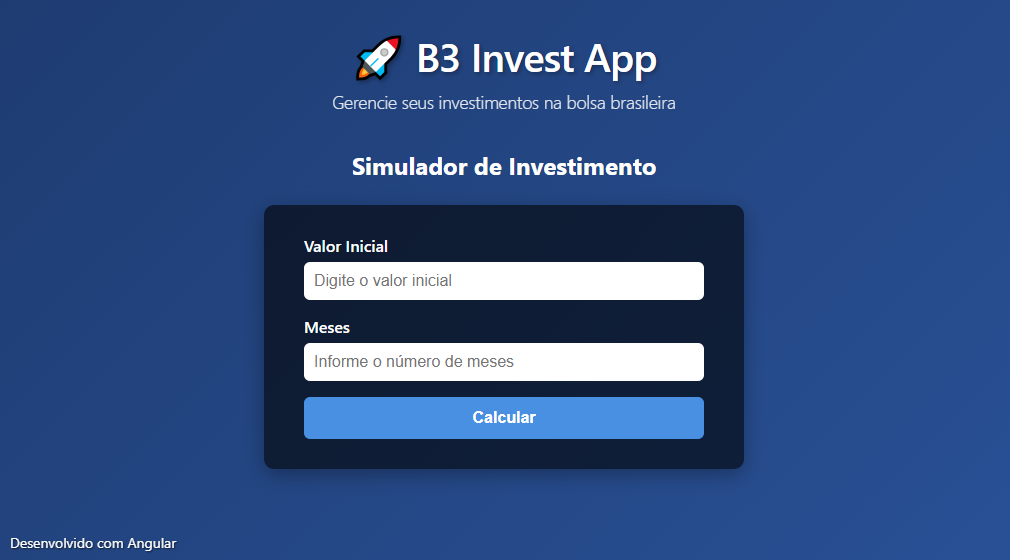 B3 Invest App
Gerencie seus investimentos na bolsa brasileira
Simulador de Investimento
Valor Inicial
Digite o valor inicial
Meses
Informe o número de meses
Calcular
Desenvolvido com Angular